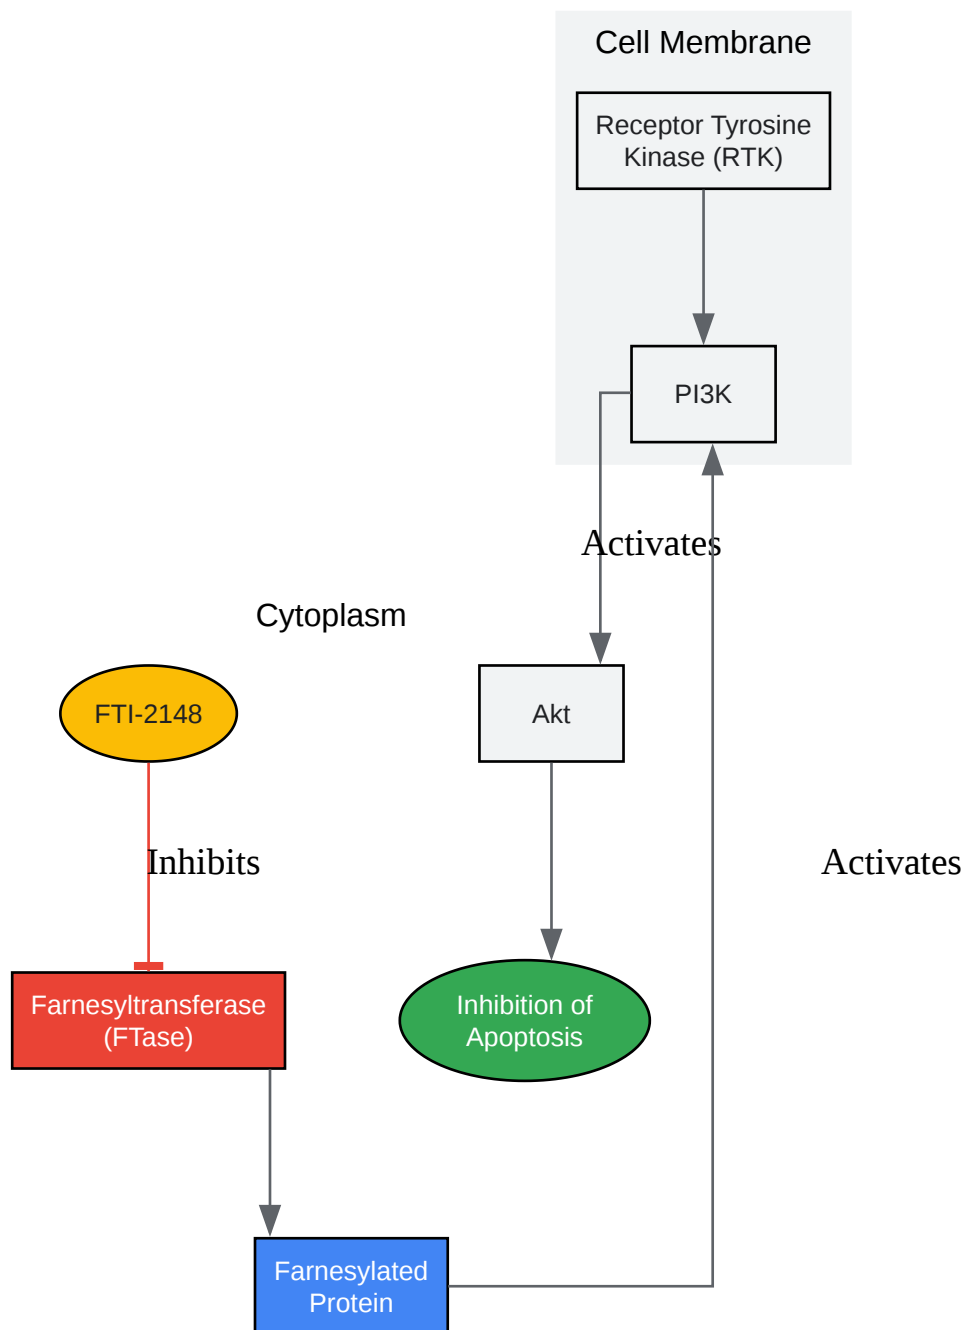 Cell Membrane
Receptor Tyrosine
Kinase (RTK)
PI3K
Activates
Cytoplasm
FTI-2148
Akt
Inhibits
Activates
Farnesyltransferase
(FTase)
Inhibition of
Apoptosis
Farnesylated
Protein